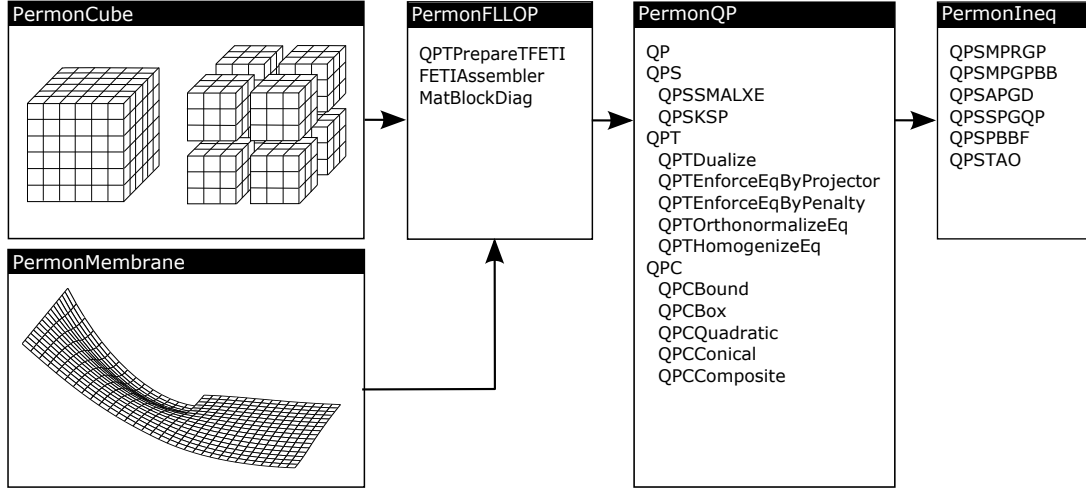 PermonCube
PermonMembrane
PermonFLLOP
QPTPrepareTFETI
FETIAssembler
MatBlockDiag
PermonQP
QP
QPS
QPSSMALXE
QPSKSP
QPT
QPTDualize
QPTEnforceEqByProjector
QPTEnforceEqByPenalty
QPTOrthonormalizeEq
QPTHomogenizeEq
QPC
QPCBound
QPCBox
QPCQuadratic
QPCConical
QPCComposite
PermonIneq
QPSMPRGP
QPSMPGPBB
QPSAPGD
QPSSPGQP
QPSPBBF
QPSTAO